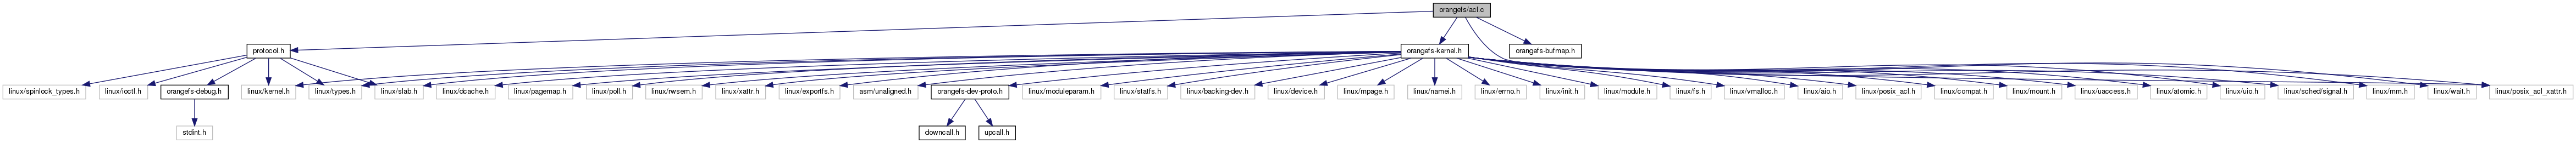 orangefs/acl.c
protocol.h
orangefs-kernel.h
orangefs-bufmap.h
linux/spinlock_types.h
linux/ioctl.h
orangefs-debug.h
linux/kernel.h
linux/types.h
linux/slab.h
linux/dcache.h
linux/pagemap.h
linux/poll.h
linux/rwsem.h
linux/xattr.h
linux/exportfs.h
asm/unaligned.h
orangefs-dev-proto.h
linux/moduleparam.h
linux/statfs.h
linux/backing-dev.h
linux/device.h
linux/mpage.h
linux/namei.h
linux/errno.h
linux/init.h
linux/module.h
linux/fs.h
linux/vmalloc.h
linux/aio.h
linux/posix_acl.h
linux/compat.h
linux/mount.h
linux/uaccess.h
linux/atomic.h
linux/uio.h
linux/sched/signal.h
linux/mm.h
linux/wait.h
linux/posix_acl_xattr.h
stdint.h
downcall.h
upcall.h